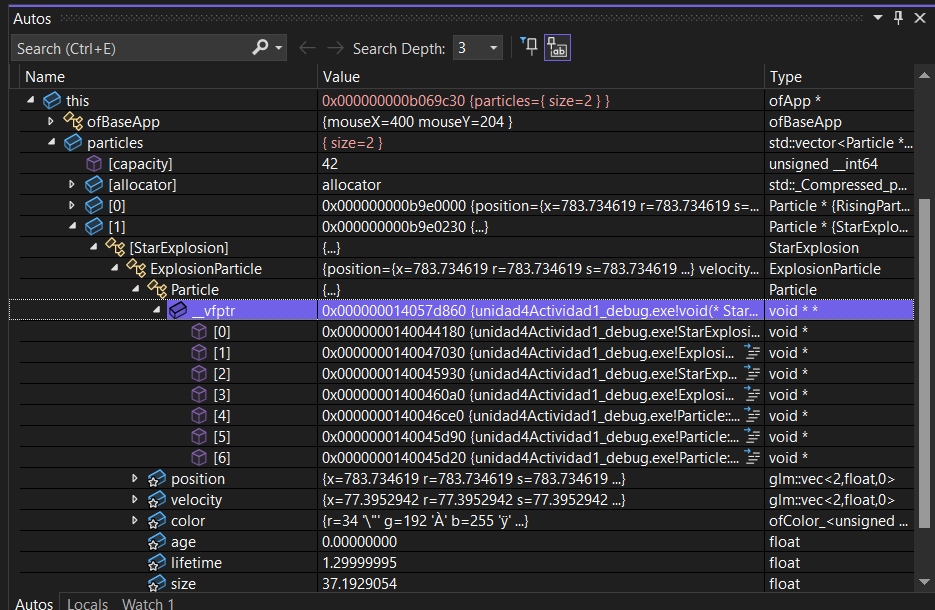 Autos
Search (Ctrl+E) Search Depth: 3
Name Value Type
this 0x000000000b069c30 {particles={ size=2 } } ofApp *
ofBaseApp {mouseX=400 mouseY=204 } ofBaseApp
particles { size=2 } std::vector<Particle *...
[capacity] 42 unsigned __int64
[allocator] allocator std::_Compressed_p...
[0] 0x000000000b9e0000 {position={x=783.734619 r=783.734619 s=... Particle * {RisingPart...
[1] 0x000000000b9e0230 {...} Particle * {StarExplo...
[StarExplosion] {...} StarExplosion
ExplosionParticle {position={x=783.734619 r=783.734619 s=783.734619 ...} velocity... ExplosionParticle
Particle {...} Particle
__vfptr 0x000000014057d860 {unidad4Actividad1_debug.exe!void(* Star... void * *
[0] 0x0000000140044180 {unidad4Actividad1_debug.exe!StarExplosi... void *
[1] 0x0000000140047030 {unidad4Actividad1_debug.exe!Explosi... void *
[2] 0x0000000140045930 {unidad4Actividad1_debug.exe!StarExp... void *
[3] 0x00000001400460a0 {unidad4Actividad1_debug.exe!Explosi... void *
[4] 0x0000000140046ce0 {unidad4Actividad1_debug.exe!Particle::... void *
[5] 0x0000000140045d90 {unidad4Actividad1_debug.exe!Particle:... void *
[6] 0x0000000140045d20 {unidad4Actividad1_debug.exe!Particle:... void *
position {x=783.734619 r=783.734619 s=783.734619 ...} glm::vec<2,float,0>
velocity {x=77.3952942 r=77.3952942 s=77.3952942 ...} glm::vec<2,float,0>
color {r=34 '\"' g=192 'À' b=255 'ÿ' ...} ofColor_<unsigned ...
age 0.00000000 float
lifetime 1.29999995 float
size 37.1929054 float
Autos Locals Watch 1